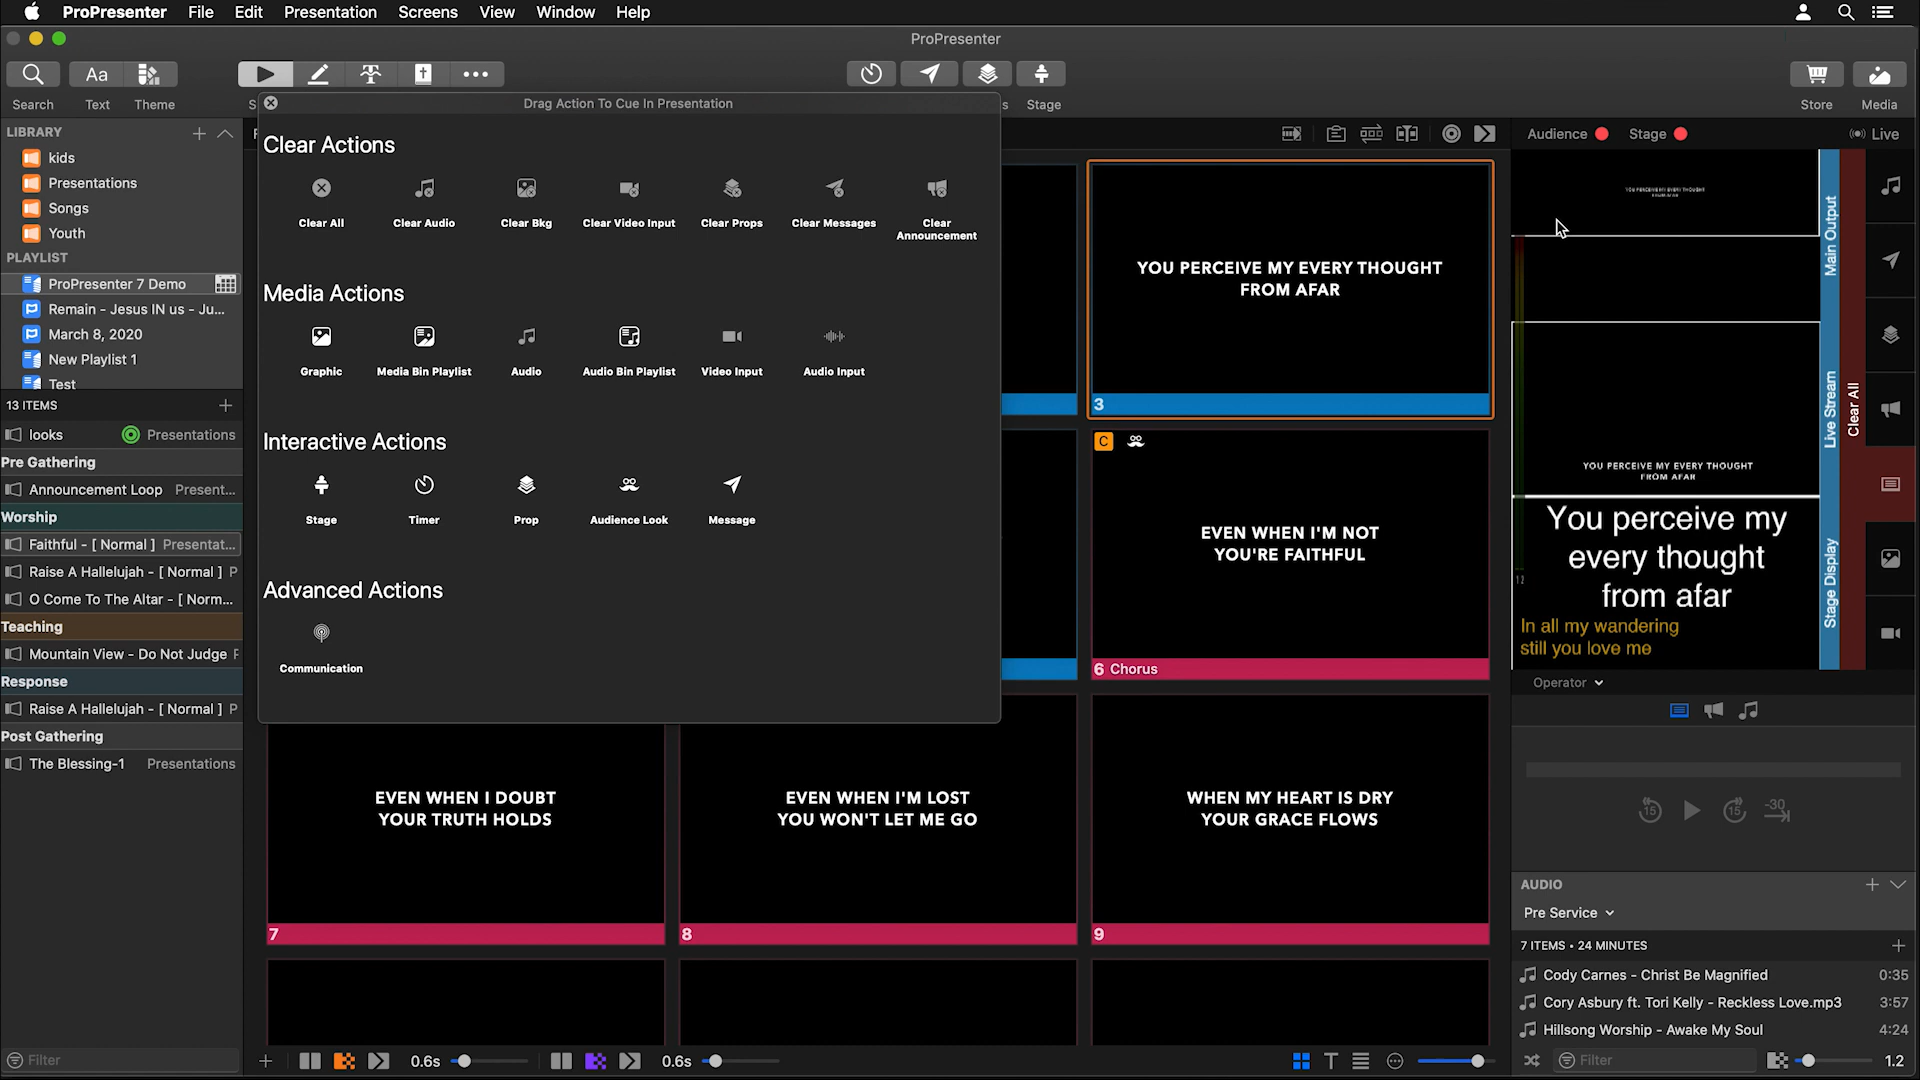 ProPresenter File Edit Presentation Screens View Window Help
ProPresenter
Aa
Search Text Theme
Stage
Store Media
LIBRARY
kids
Presentations
Songs
Youth
PLAYLIST
ProPresenter 7 Demo
Remain - Jesus IN us - Ju...
March 8, 2020
New Playlist 1
Test
13 ITEMS
looks Presentations
Pre Gathering
Announcement Loop Present...
Worship
Faithful - [ Normal ] Presentat...
Raise A Hallelujah - [ Normal ] P
O Come To The Altar - [ Norm...
Teaching
Mountain View - Do Not Judge P
Response
Raise A Hallelujah - [ Normal ] P
Post Gathering
The Blessing-1 Presentations
Filter
Drag Action To Cue In Presentation
Clear Actions
Clear All
Clear Audio
Clear Bkg
Clear Video Input
Clear Props
Clear Messages
Clear
Announcement
Media Actions
Graphic
Media Bin Playlist
Audio
Audio Bin Playlist
Video Input
Audio Input
Interactive Actions
Stage
Timer
Prop
Audience Look
Message
Advanced Actions
Communication
YOU PERCEIVE MY EVERY THOUGHT
FROM AFAR
3
C
EVEN WHEN I'M NOT
YOU'RE FAITHFUL
6 Chorus
EVEN WHEN I DOUBT
YOUR TRUTH HOLDS
7
EVEN WHEN I'M LOST
YOU WON'T LET ME GO
8
WHEN MY HEART IS DRY
YOUR GRACE FLOWS
9
0.6s
0.6s
Audience Stage Live
YOU PERCEIVE MY EVERY THOUGHT
FROM AFAR
Main Output
YOU PERCEIVE MY EVERY THOUGHT
FROM AFAR
Live Stream
Clear All
12
You perceive my
every thought
from afar
In all my wandering
still you love me
Stage Display
Operator
15 15 -30
AUDIO
Pre Service
7 ITEMS • 24 MINUTES
Cody Carnes - Christ Be Magnified 0:35
Cory Asbury ft. Tori Kelly - Reckless Love.mp3 3:57
Hillsong Worship - Awake My Soul 4:24
Filter 1.2